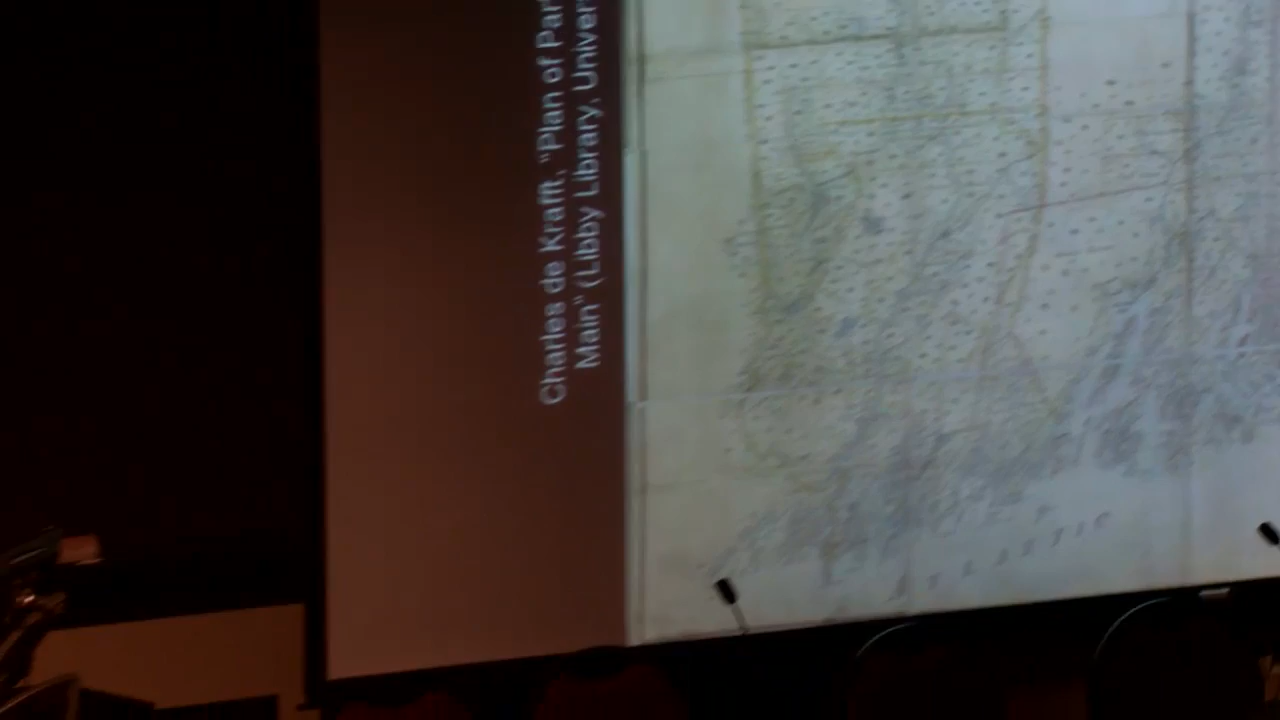 Charles de Krafft, "Plan of Par
Main" (Libby Library, Univer